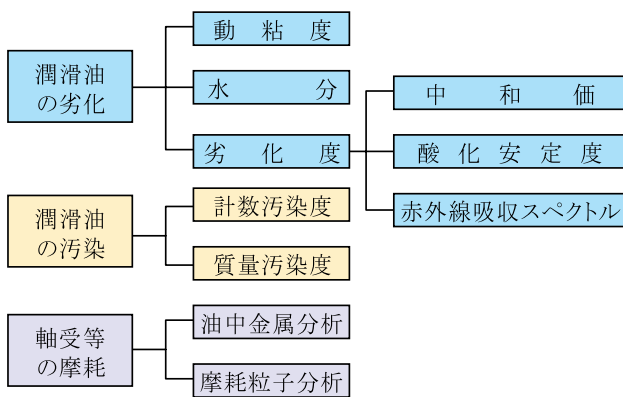 潤滑油
の劣化
動粘度
水分
劣化度
中和価
酸化安定度
赤外線吸収スペクトル
潤滑油
の汚染
計数汚染度
質量汚染度
軸受等
の摩耗
油中金属分析
摩耗粒子分析